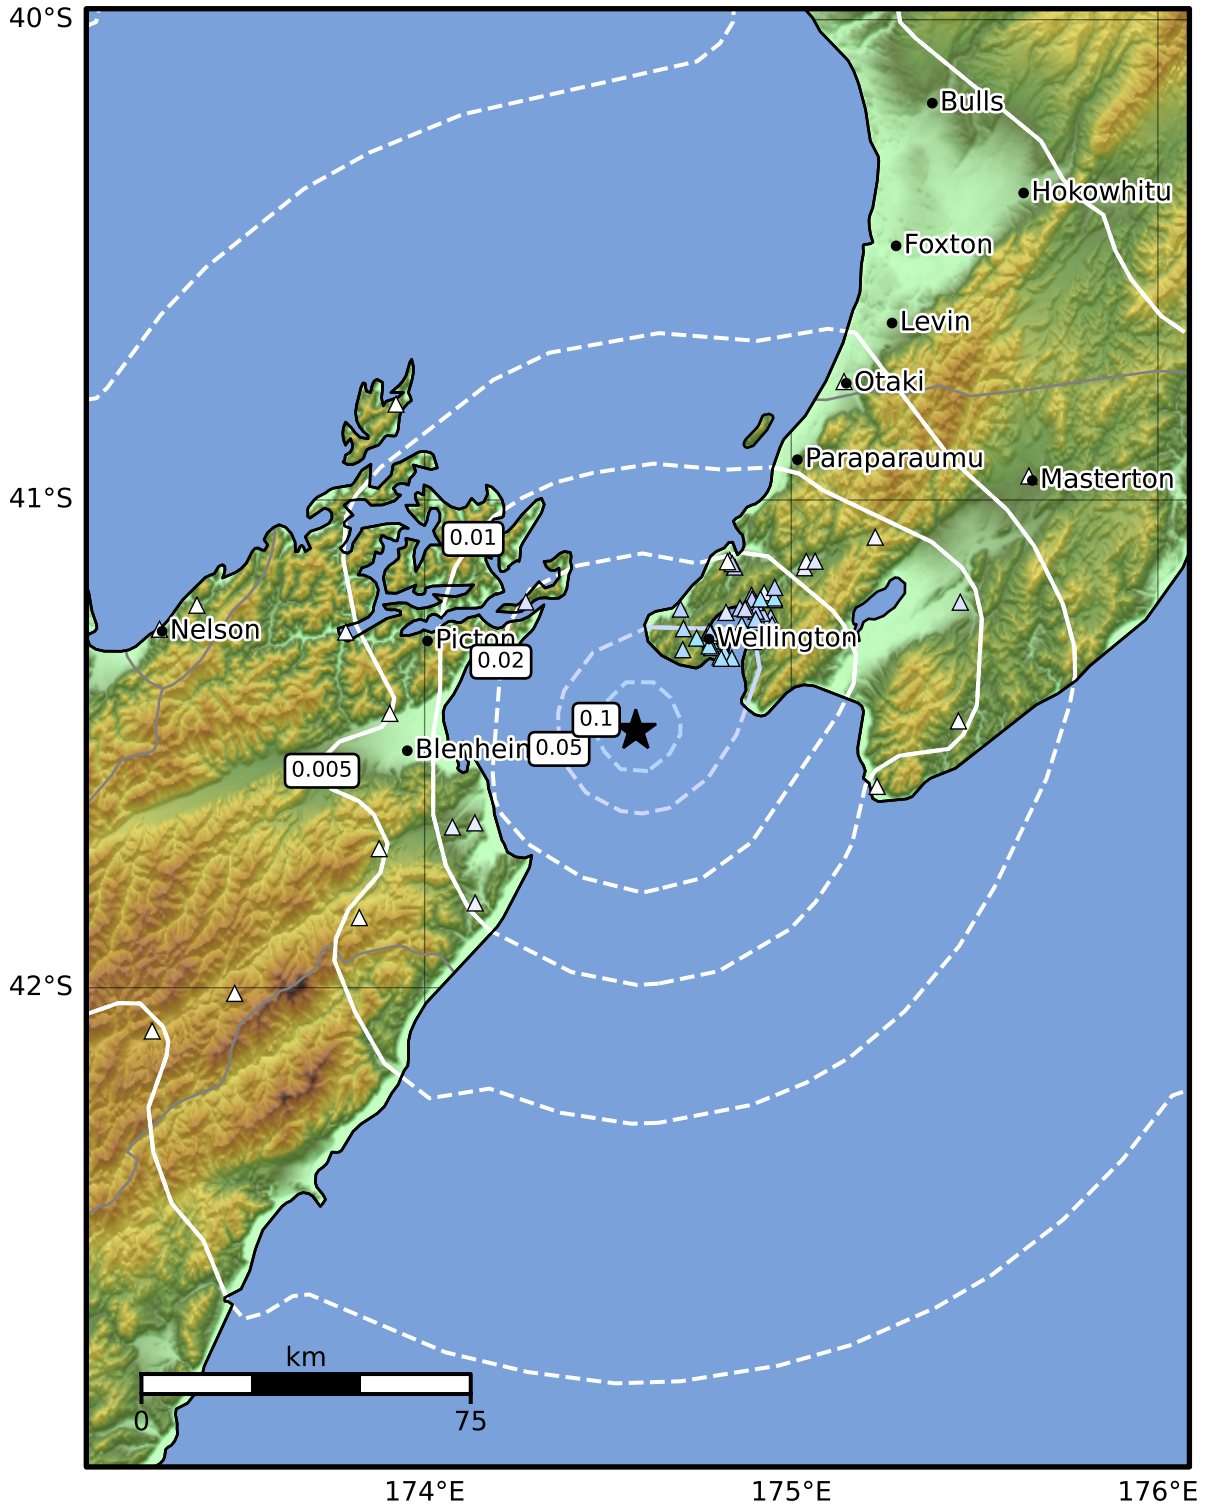 40°S
Bulls
Hokowhitu
Foxton
Levin
Otaki
Paraparaumu
Masterton
41°S
0.01
Nelson
Picton
Wellington
0.02
0.1
Blenheim
0.05
0.005
42°S
km
0
75
174°E
175°E
176°E